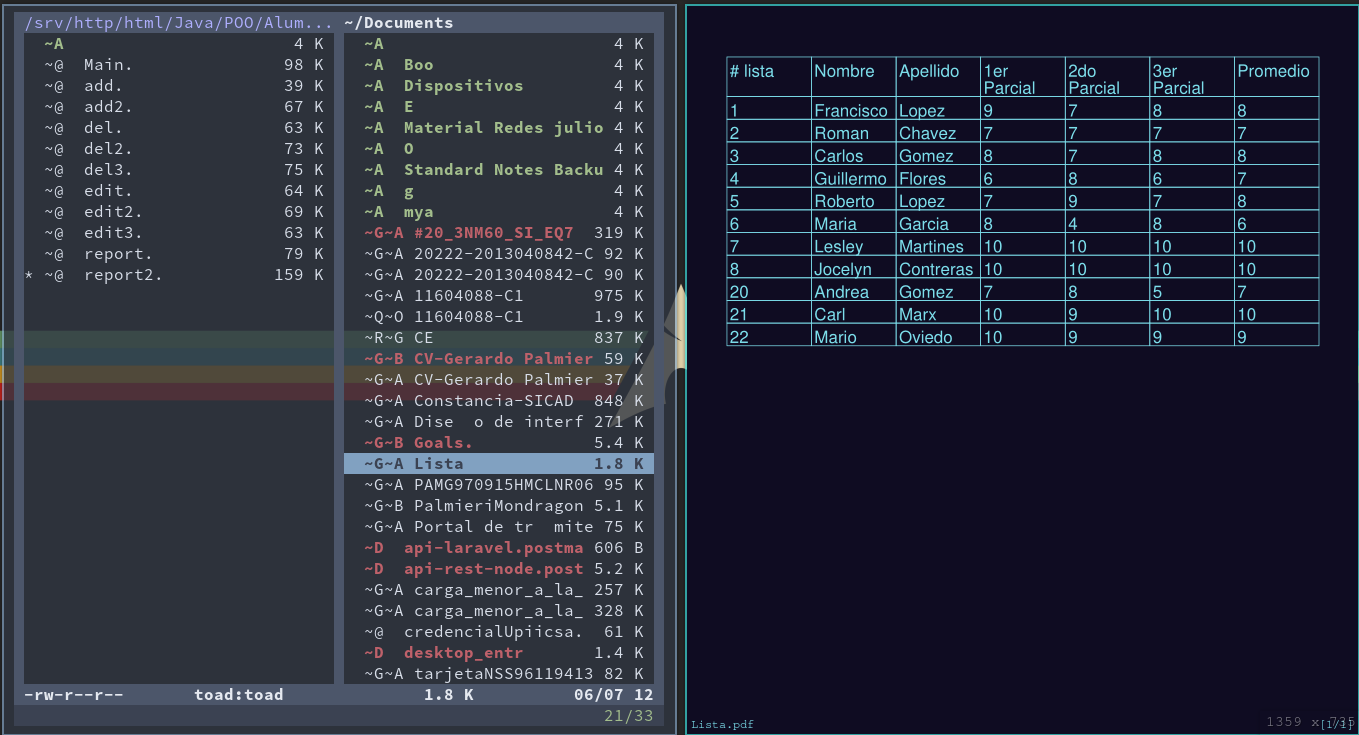 /srv/http/html/Java/POO/Alum...
~A 4 K
~@ Main. 98 K
~@ add. 39 K
~@ add2. 67 K
~@ del. 63 K
~@ del2. 73 K
~@ del3. 75 K
~@ edit. 64 K
~@ edit2. 69 K
~@ edit3. 63 K
~@ report. 79 K
* ~@ report2. 159 K
~/Documents
~A 4 K
~A Boo 4 K
~A Dispositivos 4 K
~A E 4 K
~A Material Redes julio 4 K
~A O 4 K
~A Standard Notes Backu 4 K
~A g 4 K
~A mya 4 K
~G~A #20_3NM60_SI_EQ7 319 K
~G~A 20222-2013040842-C 92 K
~G~A 20222-2013040842-C 90 K
~G~A 11604088-C1 975 K
~Q~O 11604088-C1 1.9 K
~R~G CE 837 K
~G~B CV-Gerardo Palmier 59 K
~G~A CV-Gerardo Palmier 37 K
~G~A Constancia-SICAD 848 K
~G~A Dise o de interf 271 K
~G~B Goals. 5.4 K
~G~A Lista 1.8 K
~G~A PAMG970915HMCLNR06 95 K
~G~B PalmieriMondragon 5.1 K
~G~A Portal de tr mite 75 K
~D api-laravel.postma 606 B
~D api-rest-node.post 5.2 K
~G~A carga_menor_a_la_ 257 K
~G~A carga_menor_a_la_ 328 K
~@ credencialUpiicsa. 61 K
~D desktop_entr 1.4 K
~G~A tarjetaNSS96119413 82 K
-rw-r--r-- toad:toad 1.8 K 06/07 12
21/33
# lista Nombre Apellido 1er Parcial 2do Parcial 3er Parcial Promedio
1 Francisco Lopez 9 7 8 8
2 Roman Chavez 7 7 7 7
3 Carlos Gomez 8 7 8 8
4 Guillermo Flores 6 8 6 7
5 Roberto Lopez 7 9 7 8
6 Maria Garcia 8 4 8 6
7 Lesley Martines 10 10 10 10
8 Jocelyn Contreras 10 10 10 10
20 Andrea Gomez 7 8 5 7
21 Carl Marx 10 9 10 10
22 Mario Oviedo 10 9 9 9
Lista.pdf [1/1]
1359 x 735